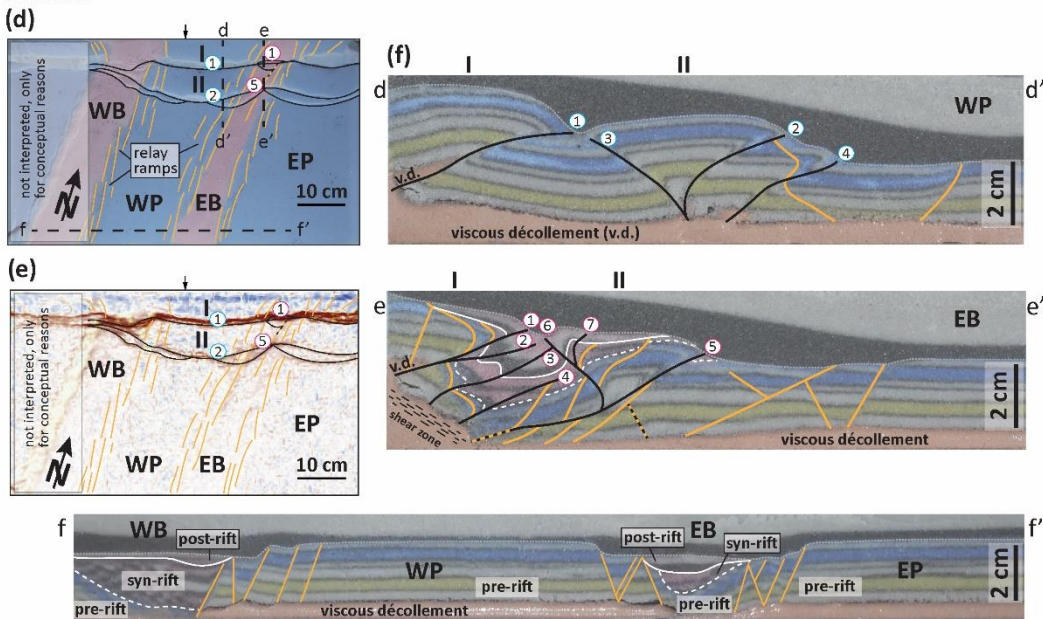 (d)
d
e
not interpreted, only
for conceptual reasons
WB
I
1
1
II
5
2
d'
e'
relay
ramps
EP
N
WP
EB
10 cm
f
f'
(e)
not interpreted, only
for conceptual reasons
I
1
1
II
5
2
WB
EP
N
WP
EB
10 cm
(f)
I
II
d
d'
WP
1
3
2
4
v.d.
2 cm
viscous décollement (v.d.)
I
II
e
e'
EB
1
6
7
2
3
5
4
v.d.
shear zone
2 cm
viscous décollement
f
WB
EB
f'
post-rift
post-rift
syn-rift
syn-rift
WP
EP
pre-rift
pre-rift
pre-rift
pre-rift
viscous décollement
2 cm